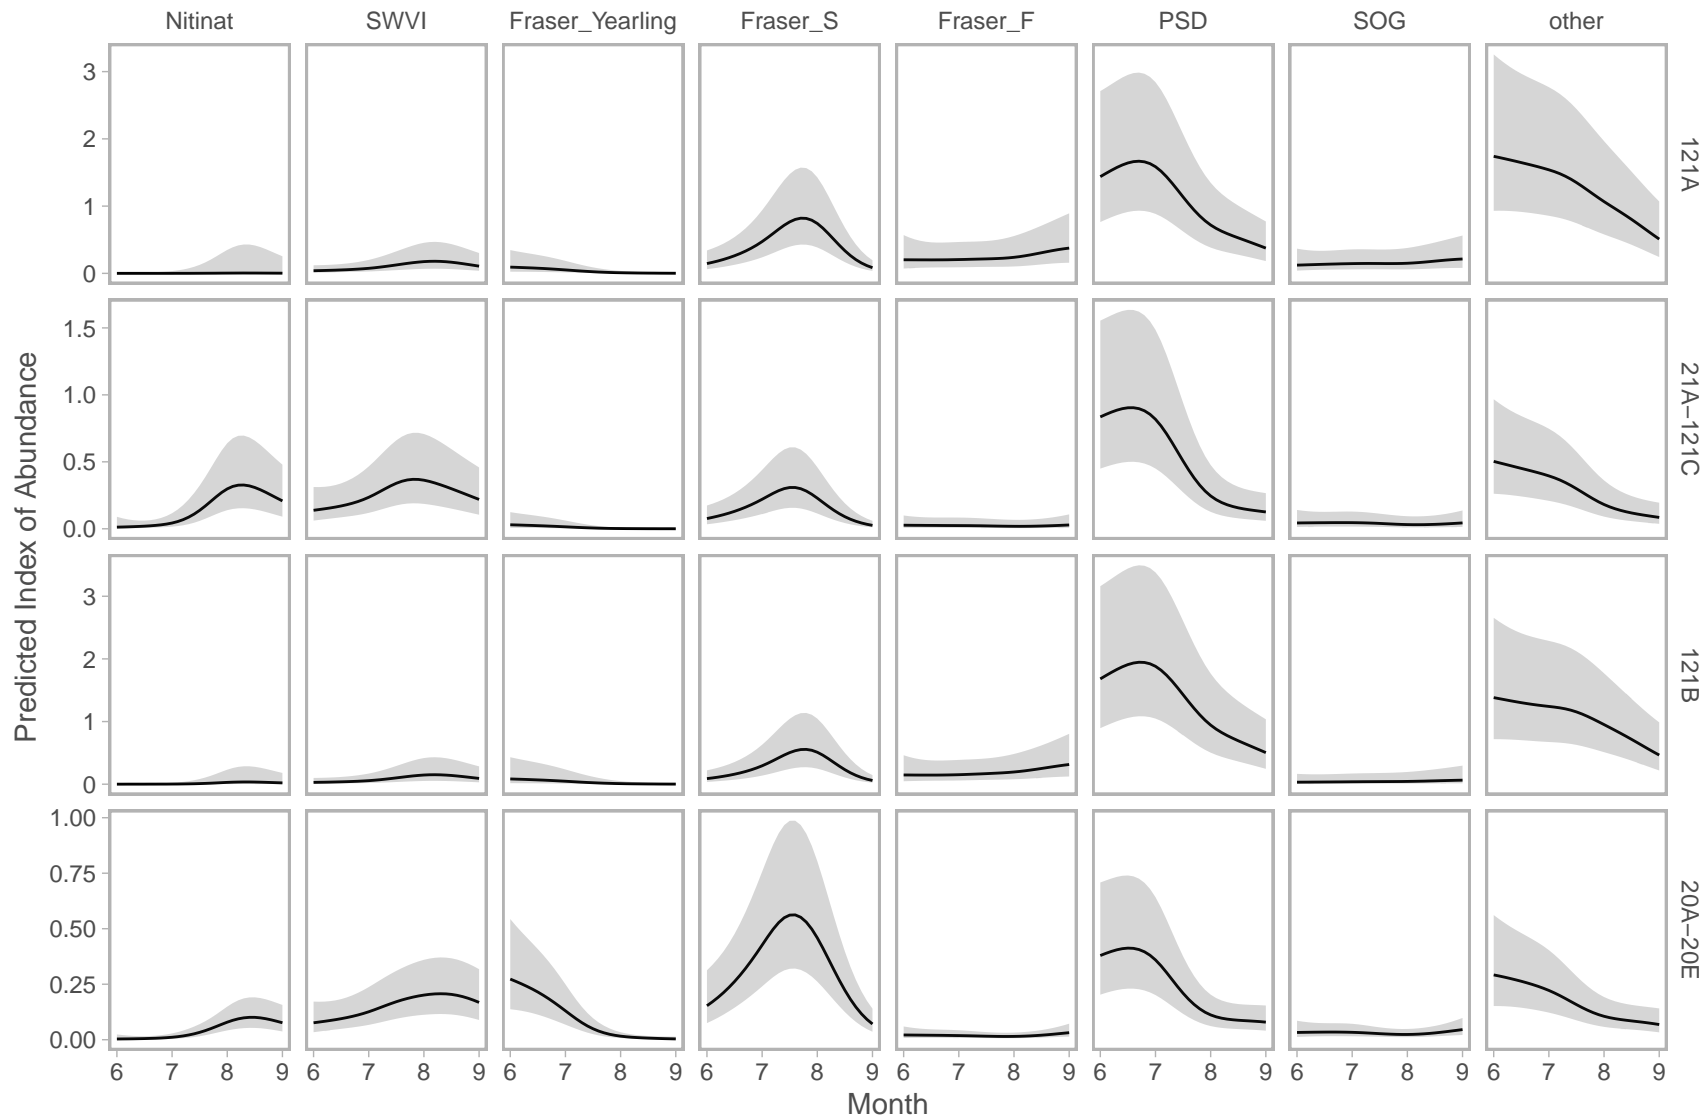 Nitinat SWVI Fraser_Yearling Fraser_S Fraser_F PSD SOG other
3
2
1
0
121A
1.5
1.0
0.5
0.0
21A−121C
Predicted Index of Abundance
3
2
1
0
121B
1.00
0.75
0.50
0.25
0.00
20A−20E
6 7 8 9 6 7 8 9 6 7 8 9 6 7 8 9 6 7 8 9 6 7 8 9 6 7 8 9 6 7 8 9
Month